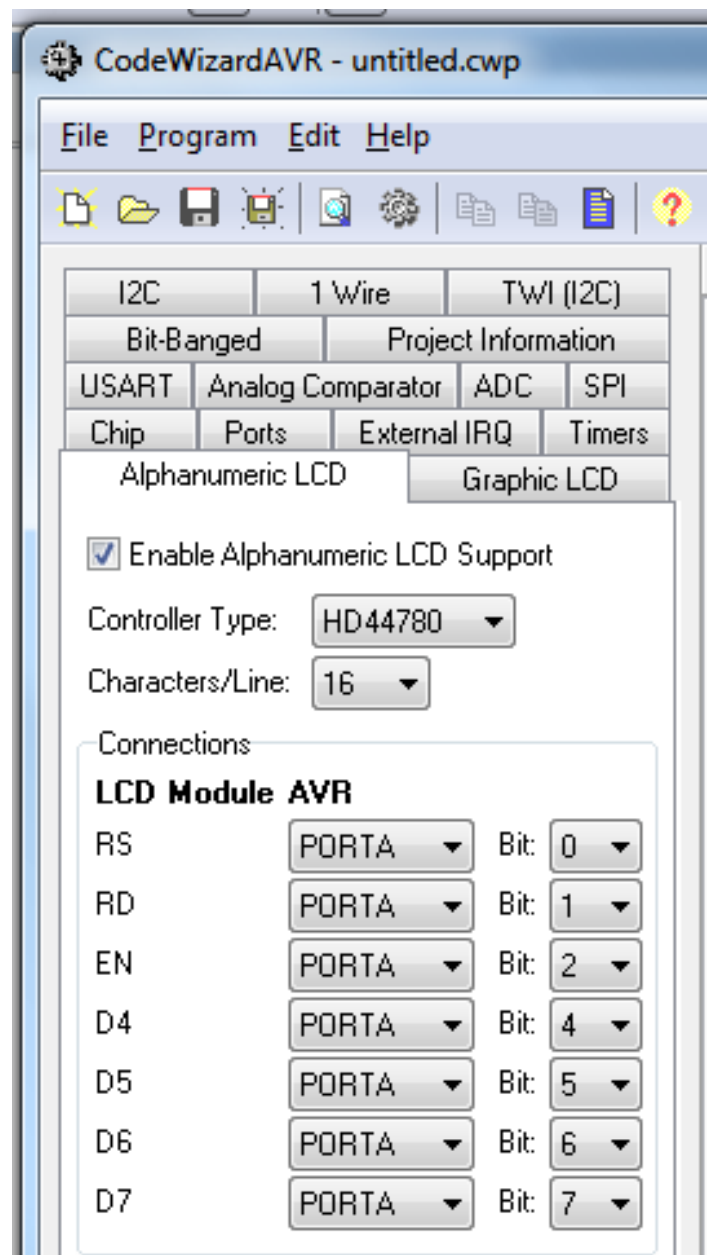 CodeWizardAVR - untitled.cwp
File Program Edit Help
I2C 1 Wire TWI (I2C)
Bit-Banged Project Information
USART Analog Comparator ADC SPI
Chip Ports External IRQ Timers
Alphanumeric LCD Graphic LCD
Enable Alphanumeric LCD Support
Controller Type: HD44780
Characters/Line: 16
Connections
LCD Module AVR
RS PORTA Bit: 0
RD PORTA Bit: 1
EN PORTA Bit: 2
D4 PORTA Bit: 4
D5 PORTA Bit: 5
D6 PORTA Bit: 6
D7 PORTA Bit: 7